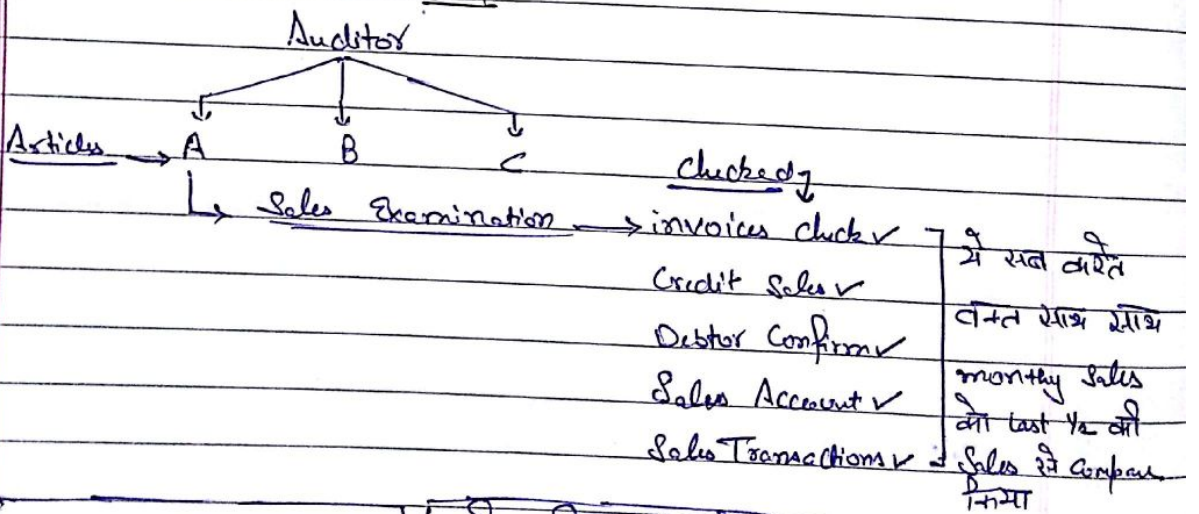 Auditor
Articles → A B C
Checked
↳ Sales Examination → invoices check ✓
Credit Sales ✓
Debtor Confirm ✓
Sales Account ✓
Sales Transactions ✓
ये सब करते
वक्त साथ साथ
monthy Sales
को last yr की
Sales से Compare
किया